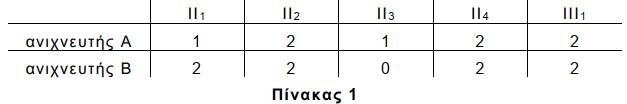 II1 II2 II3 II4 III1
ανιχνευτής Α 1 2 1 2 2
ανιχνευτής Β 2 2 0 2 2
Πίνακας 1